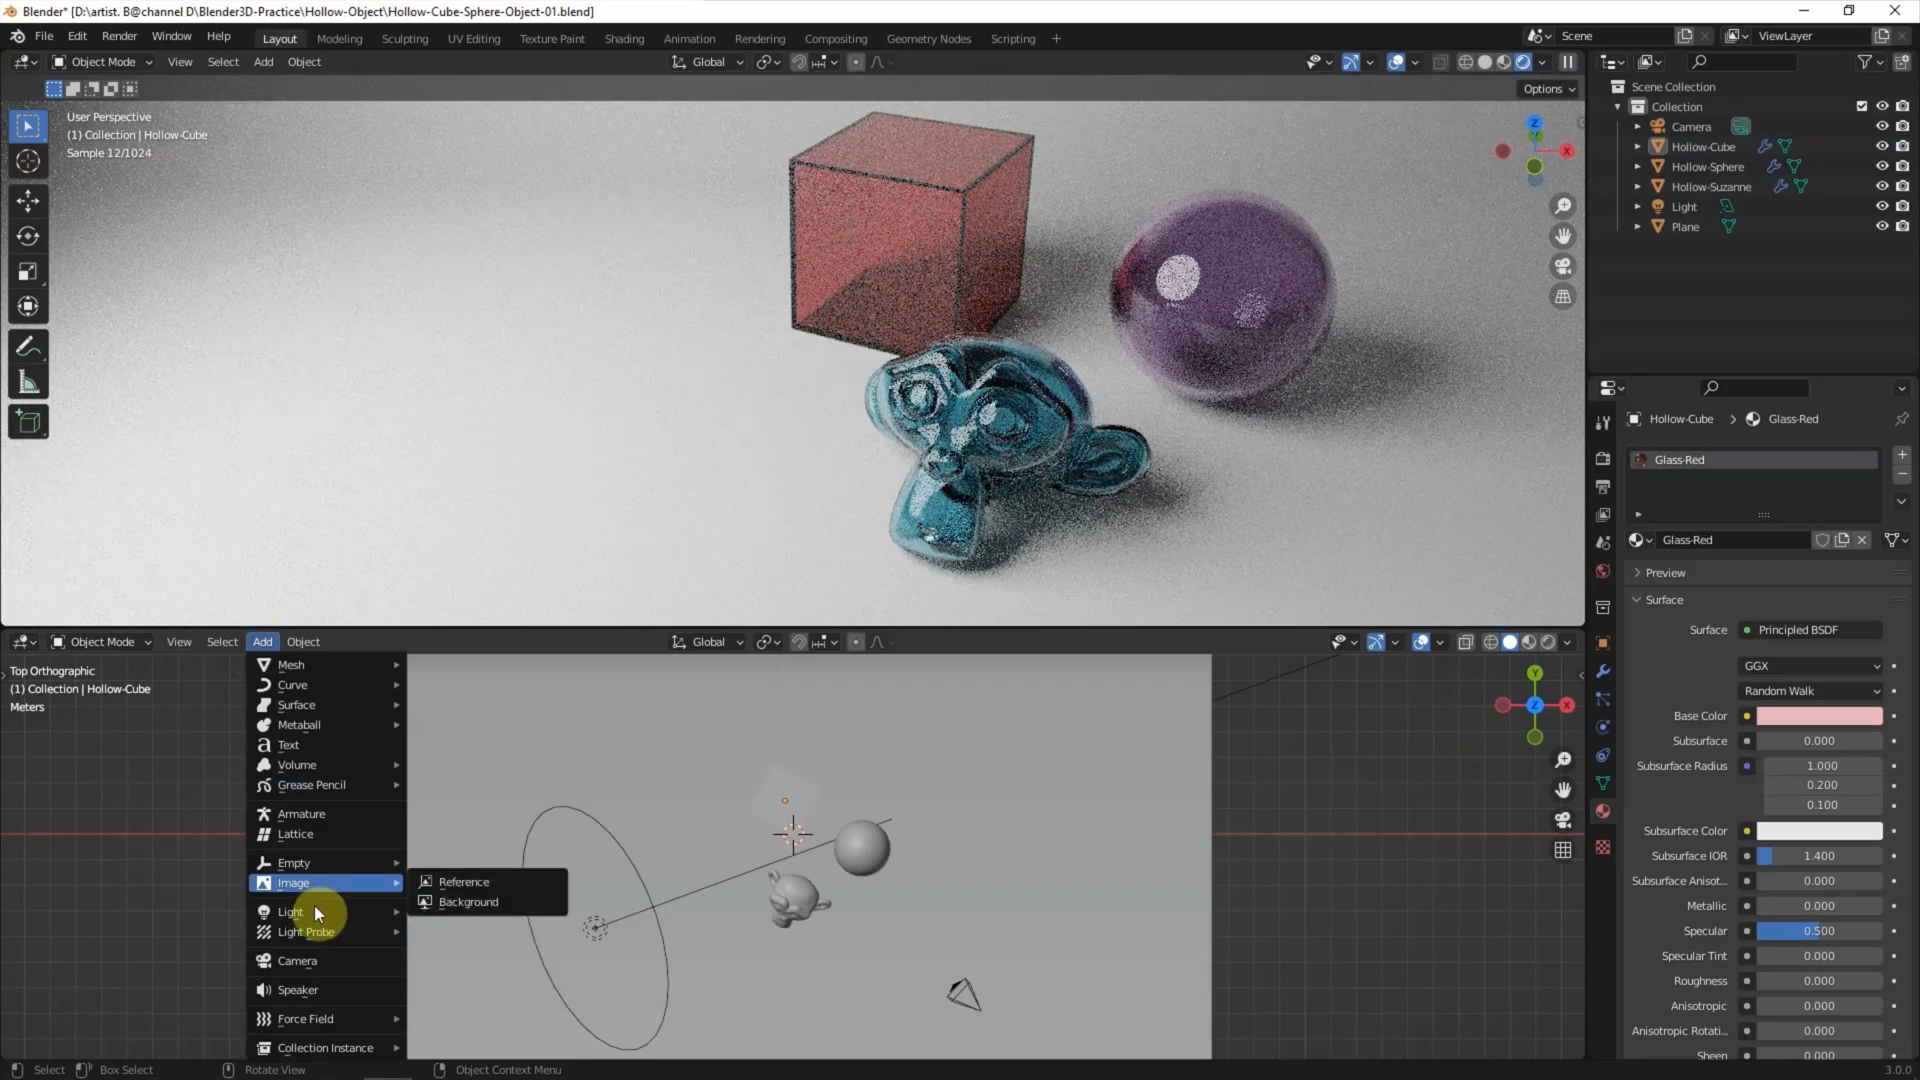 Blender* [D:\artist. B@channel D\Blender3D-Practice\Hollow-Object\Hollow-Cube-Sphere-Object-01.blend]
File Edit Render Window Help Layout Modeling Sculpting UV Editing Texture Paint Shading Animation Rendering Compositing Geometry Nodes Scripting + Scene ViewLayer
Object Mode View Select Add Object Global
Options
User Perspective
(1) Collection | Hollow-Cube
Sample 12/1024
Z
X
Scene Collection
Collection
Camera
Hollow-Cube
Hollow-Sphere
Hollow-Suzanne
Light
Plane
Hollow-Cube > Glass-Red
Glass-Red
Glass-Red
Preview
Surface
Surface Principled BSDF
GGX
Random Walk
Base Color
Subsurface 0.000
Subsurface Radius 1.000
0.200
0.100
Subsurface Color
Subsurface IOR 1.400
Subsurface Anisot... 0.000
Metallic 0.000
Specular 0.500
Specular Tint 0.000
Roughness 0.000
Anisotropic 0.000
Anisotropic Rotati... 0.000
Sheen 0.000
Object Mode View Select Add Object Global
Top Orthographic
(1) Collection | Hollow-Cube
Meters
Mesh
Curve
Surface
Metaball
Text
Volume
Grease Pencil
Armature
Lattice
Empty
Image
Light
Light Probe
Camera
Speaker
Force Field
Collection Instance
Reference
Background
Y
Z
X
Select Box Select Rotate View Object Context Menu 3.0.0